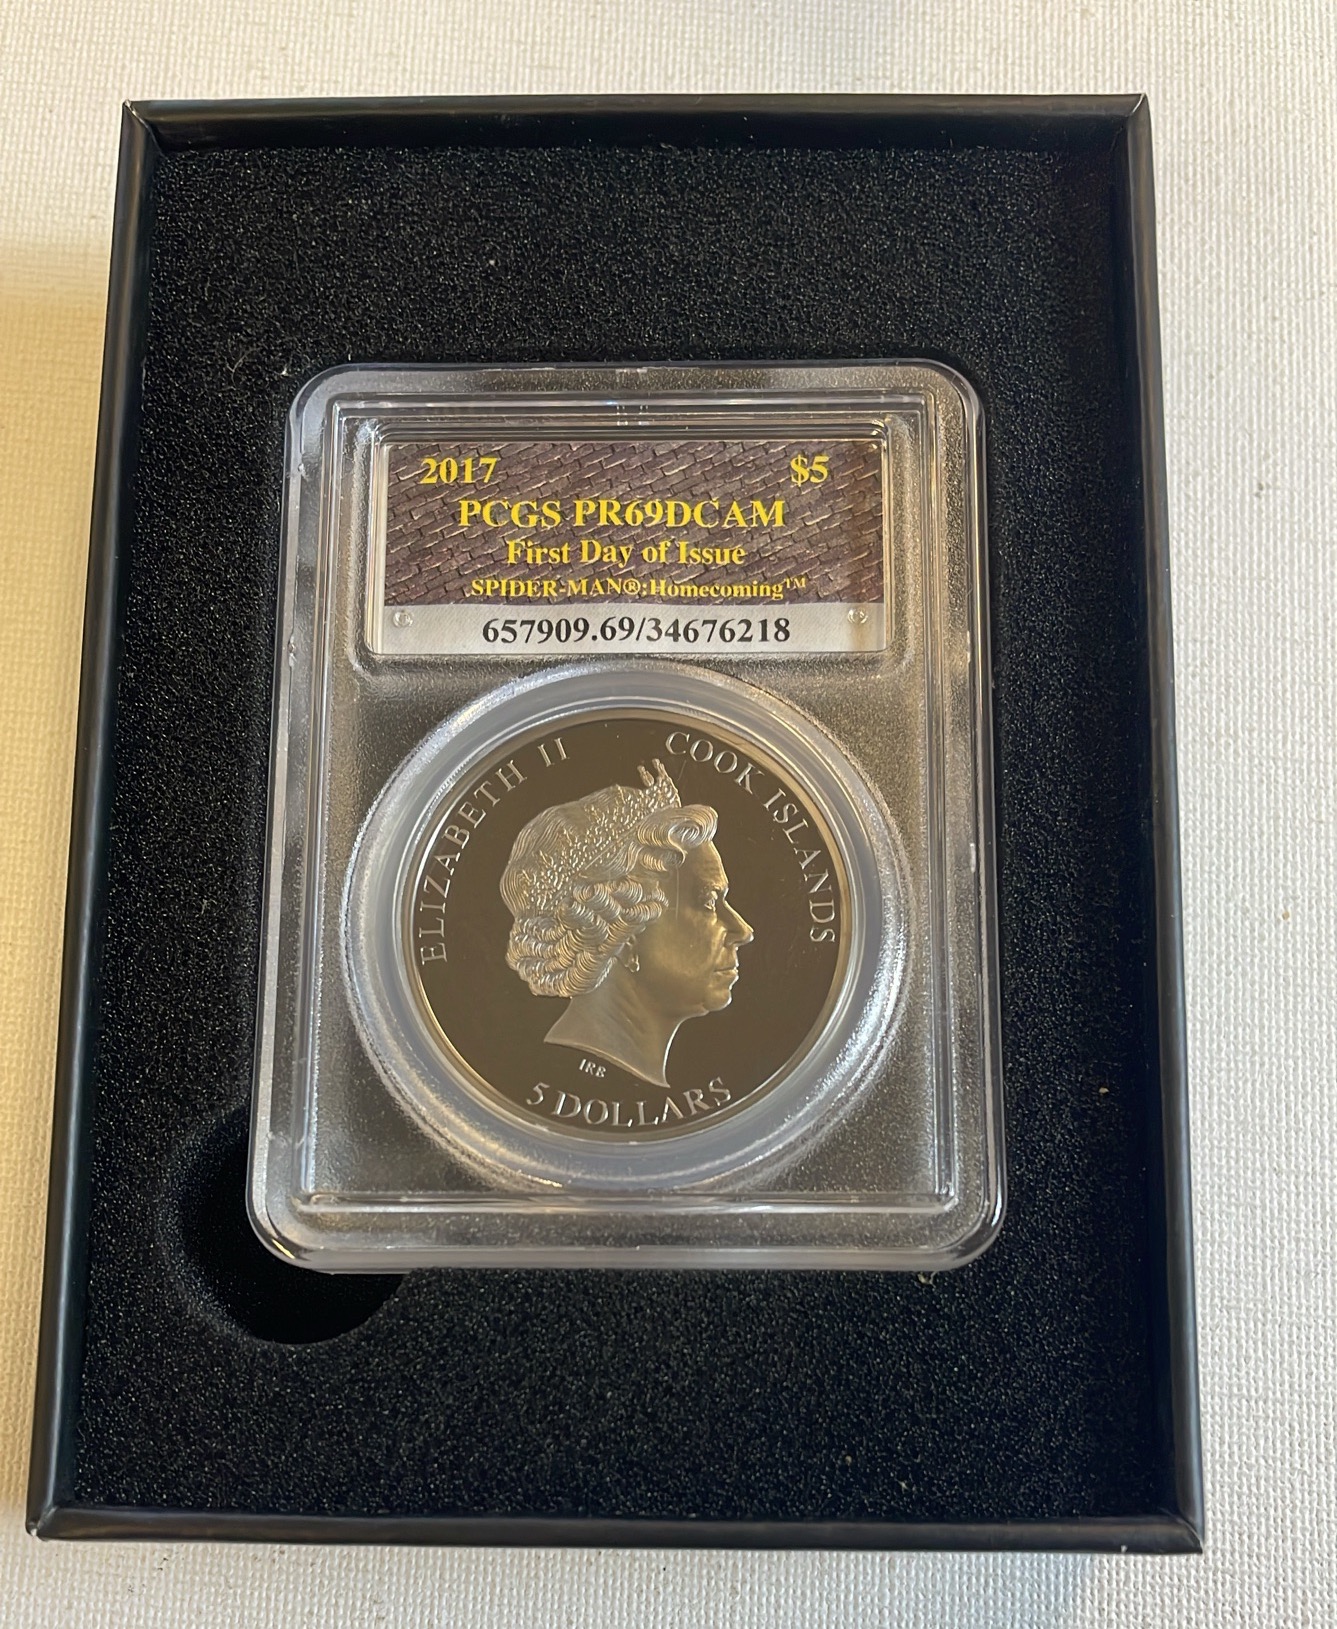 2017 $5
PCGS PR69DCAM
First Day of Issue
SPIDER-MAN®:Homecoming™
657909.69/34676218
ELIZABETH II COOK ISLANDS
IRB
5 DOLLARS